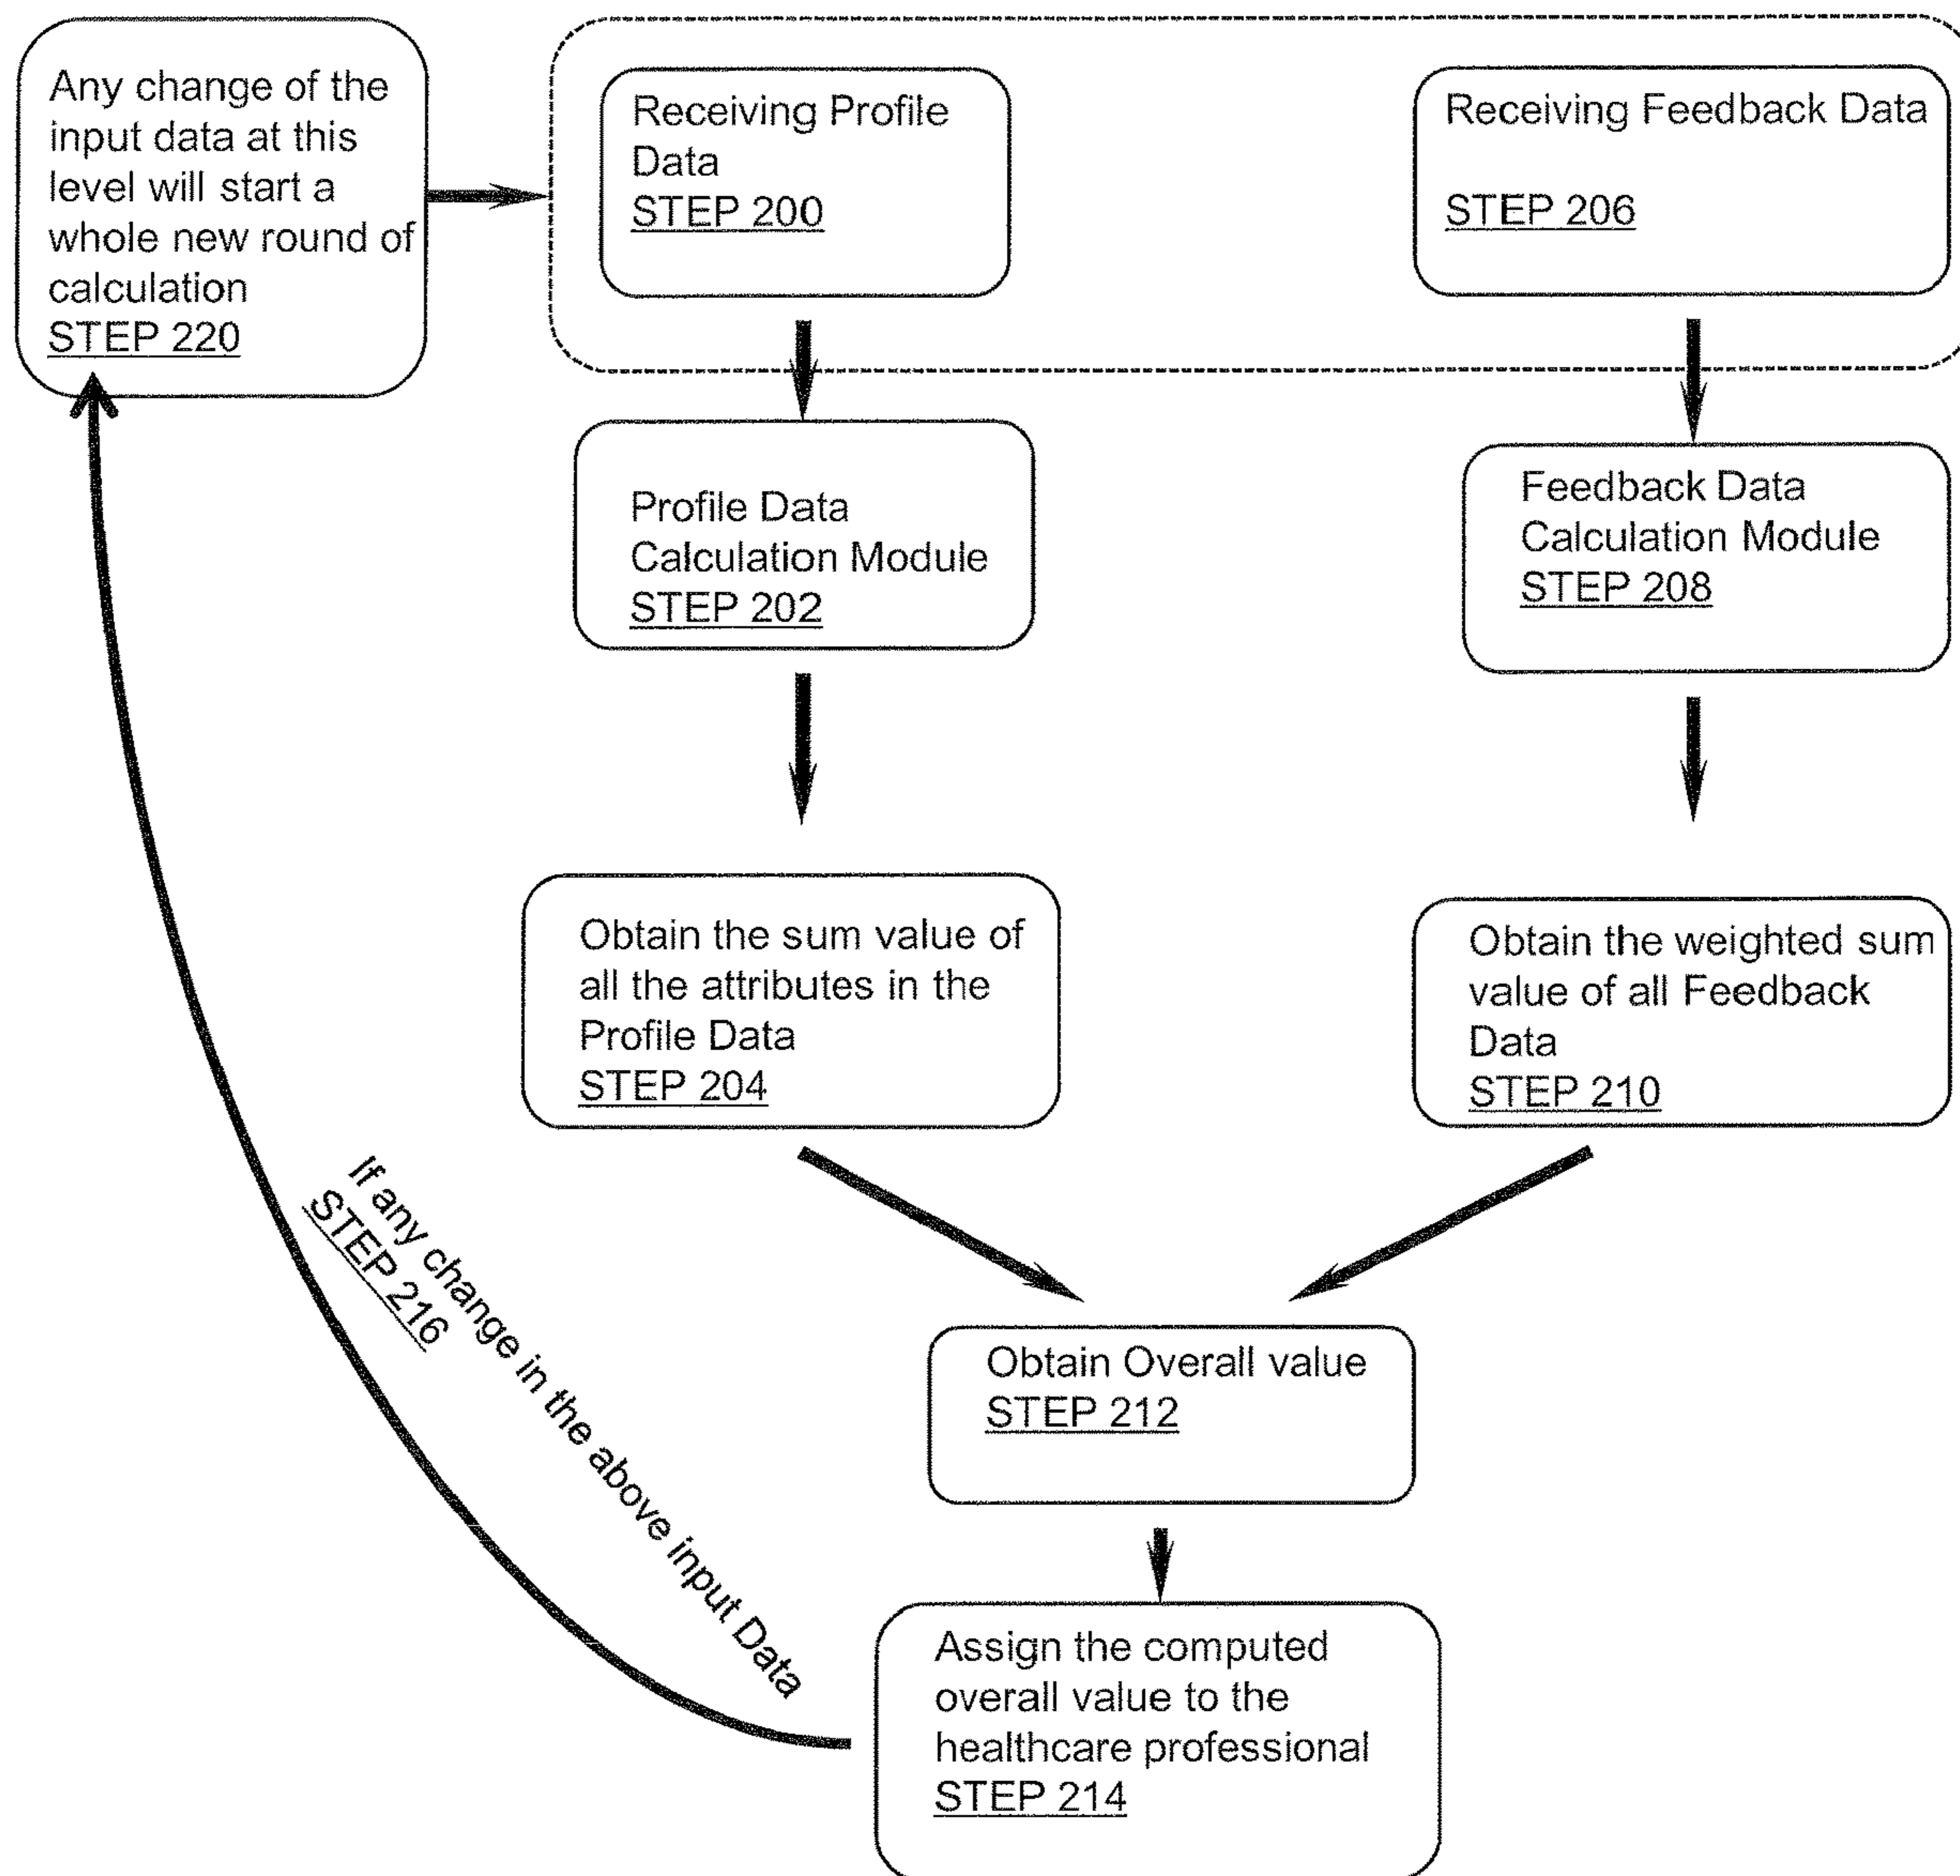 Any change of the
input data at this
level will start a
whole new round of
calculation
STEP 220
Receiving Profile
Data
STEP 200
Receiving Feedback Data
STEP 206
Profile Data
Calculation Module
STEP 202
Feedback Data
Calculation Module
STEP 208
Obtain the sum value of
all the attributes in the
Profile Data
STEP 204
Obtain the weighted sum
value of all Feedback
Data
STEP 210
If any change in the above input Data
STEP 216
Obtain Overall value
STEP 212
Assign the computed
overall value to the
healthcare professional
STEP 214